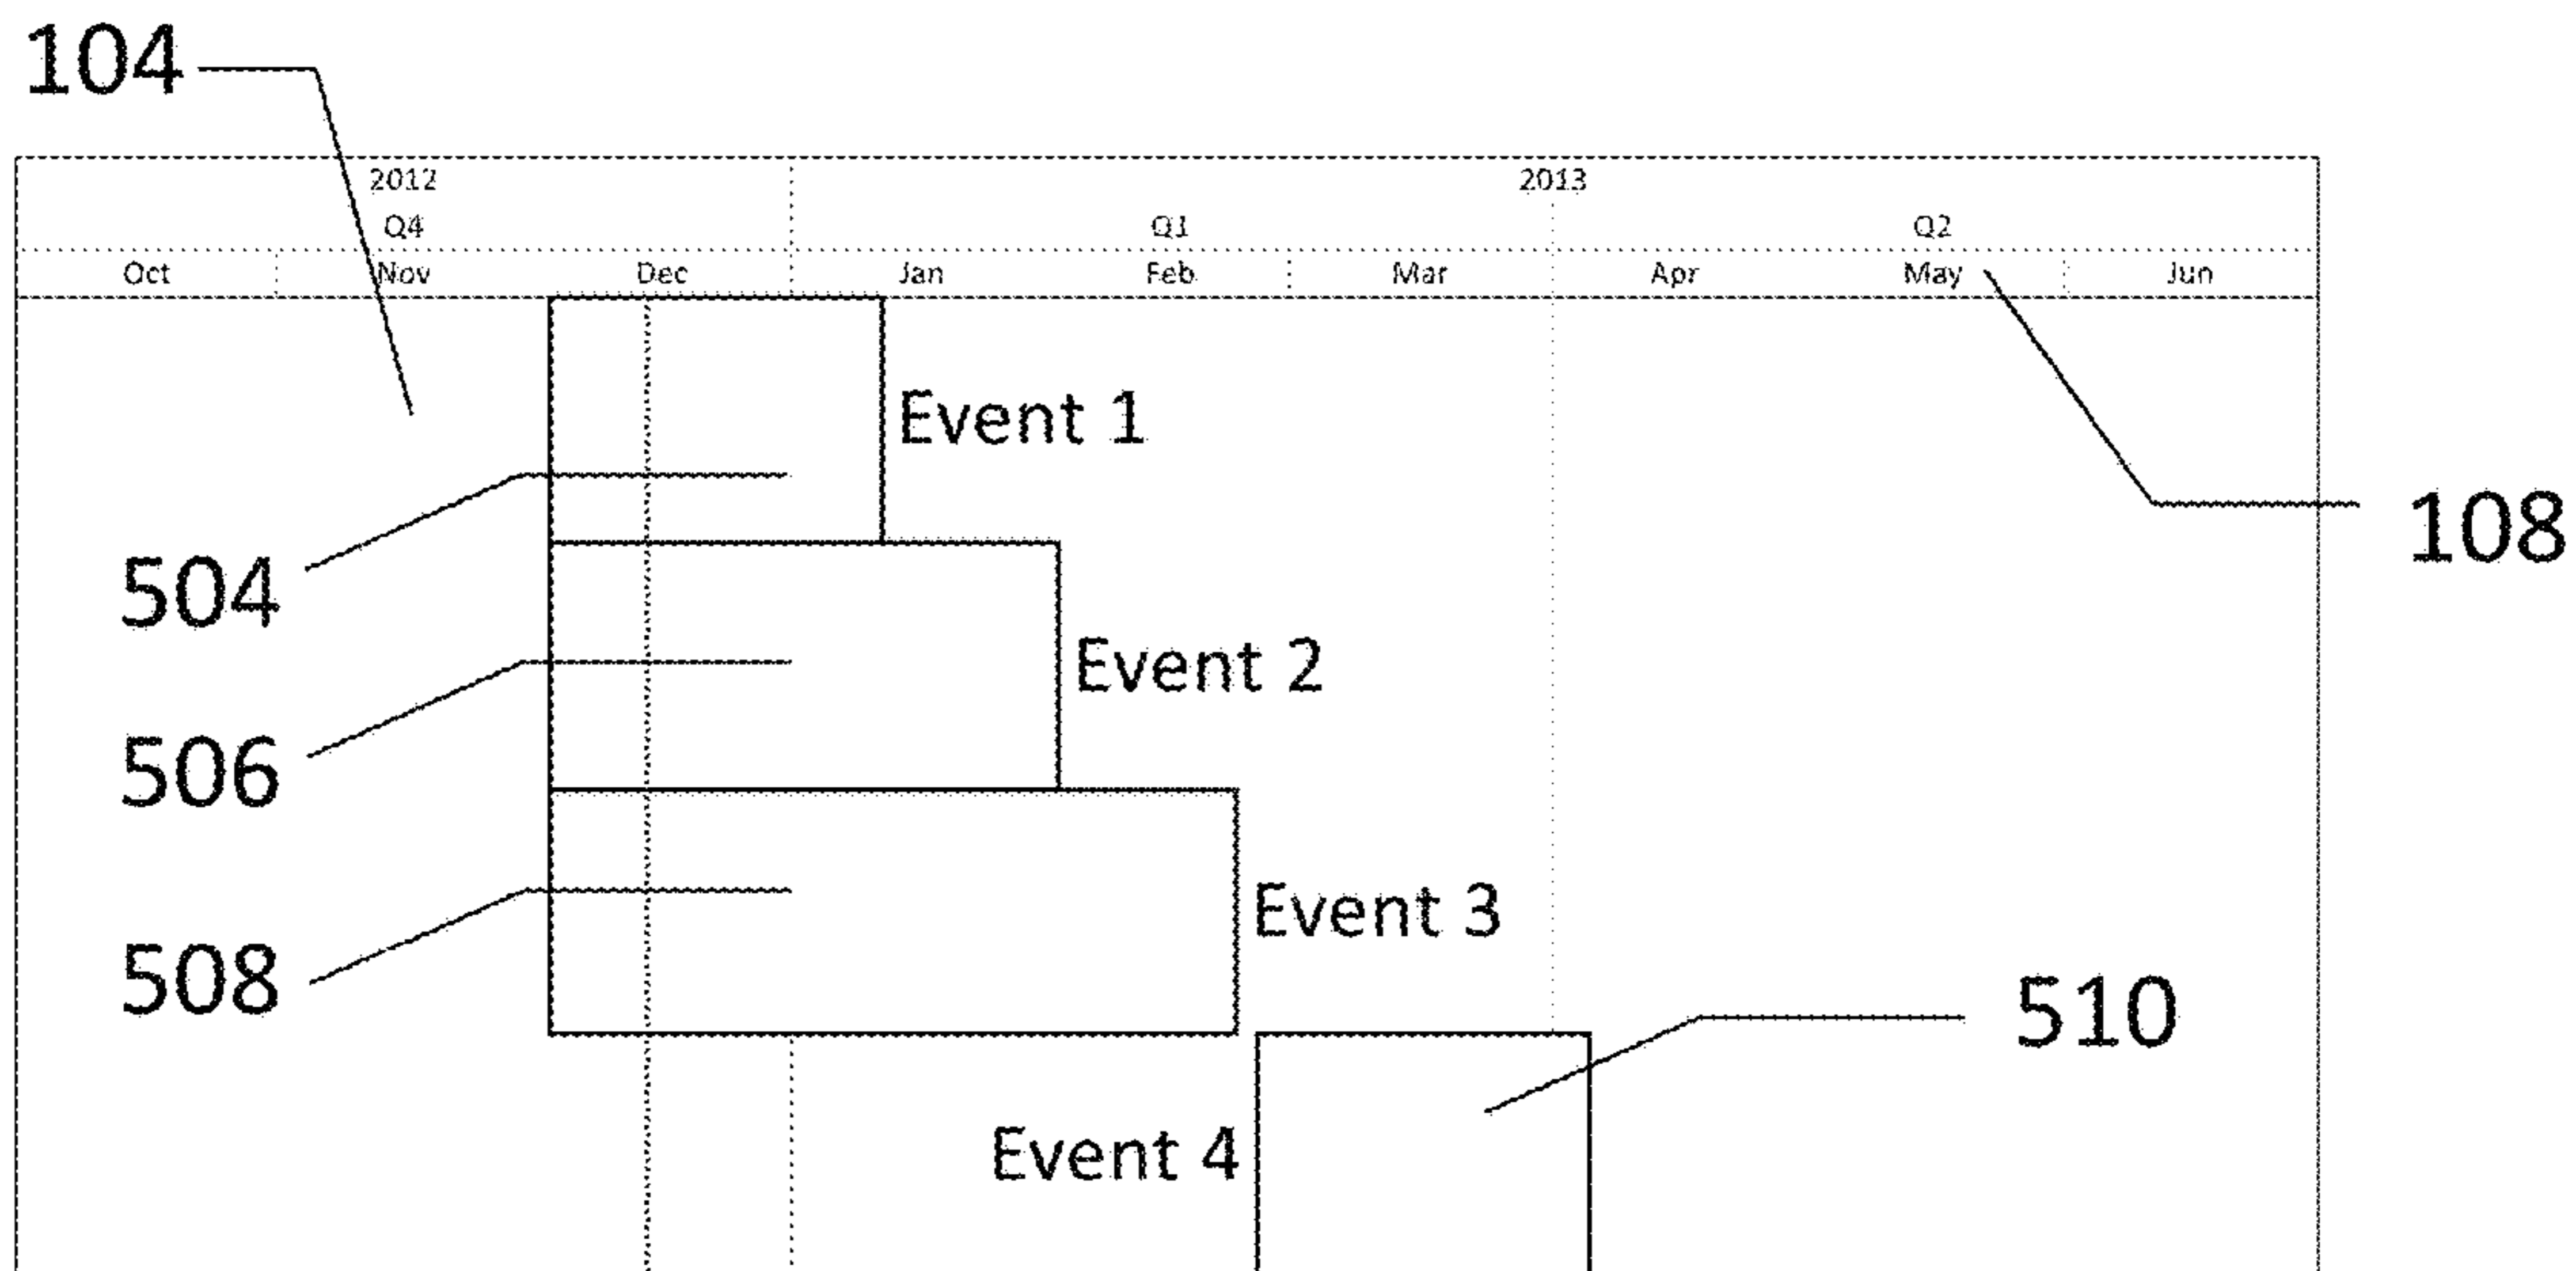 104
2012 2013
Q4 Q1 Q2
Oct Nov Dec Jan Feb Mar Apr May Jun
Event 1
108
504
Event 2
506
Event 3
508
510
Event 4